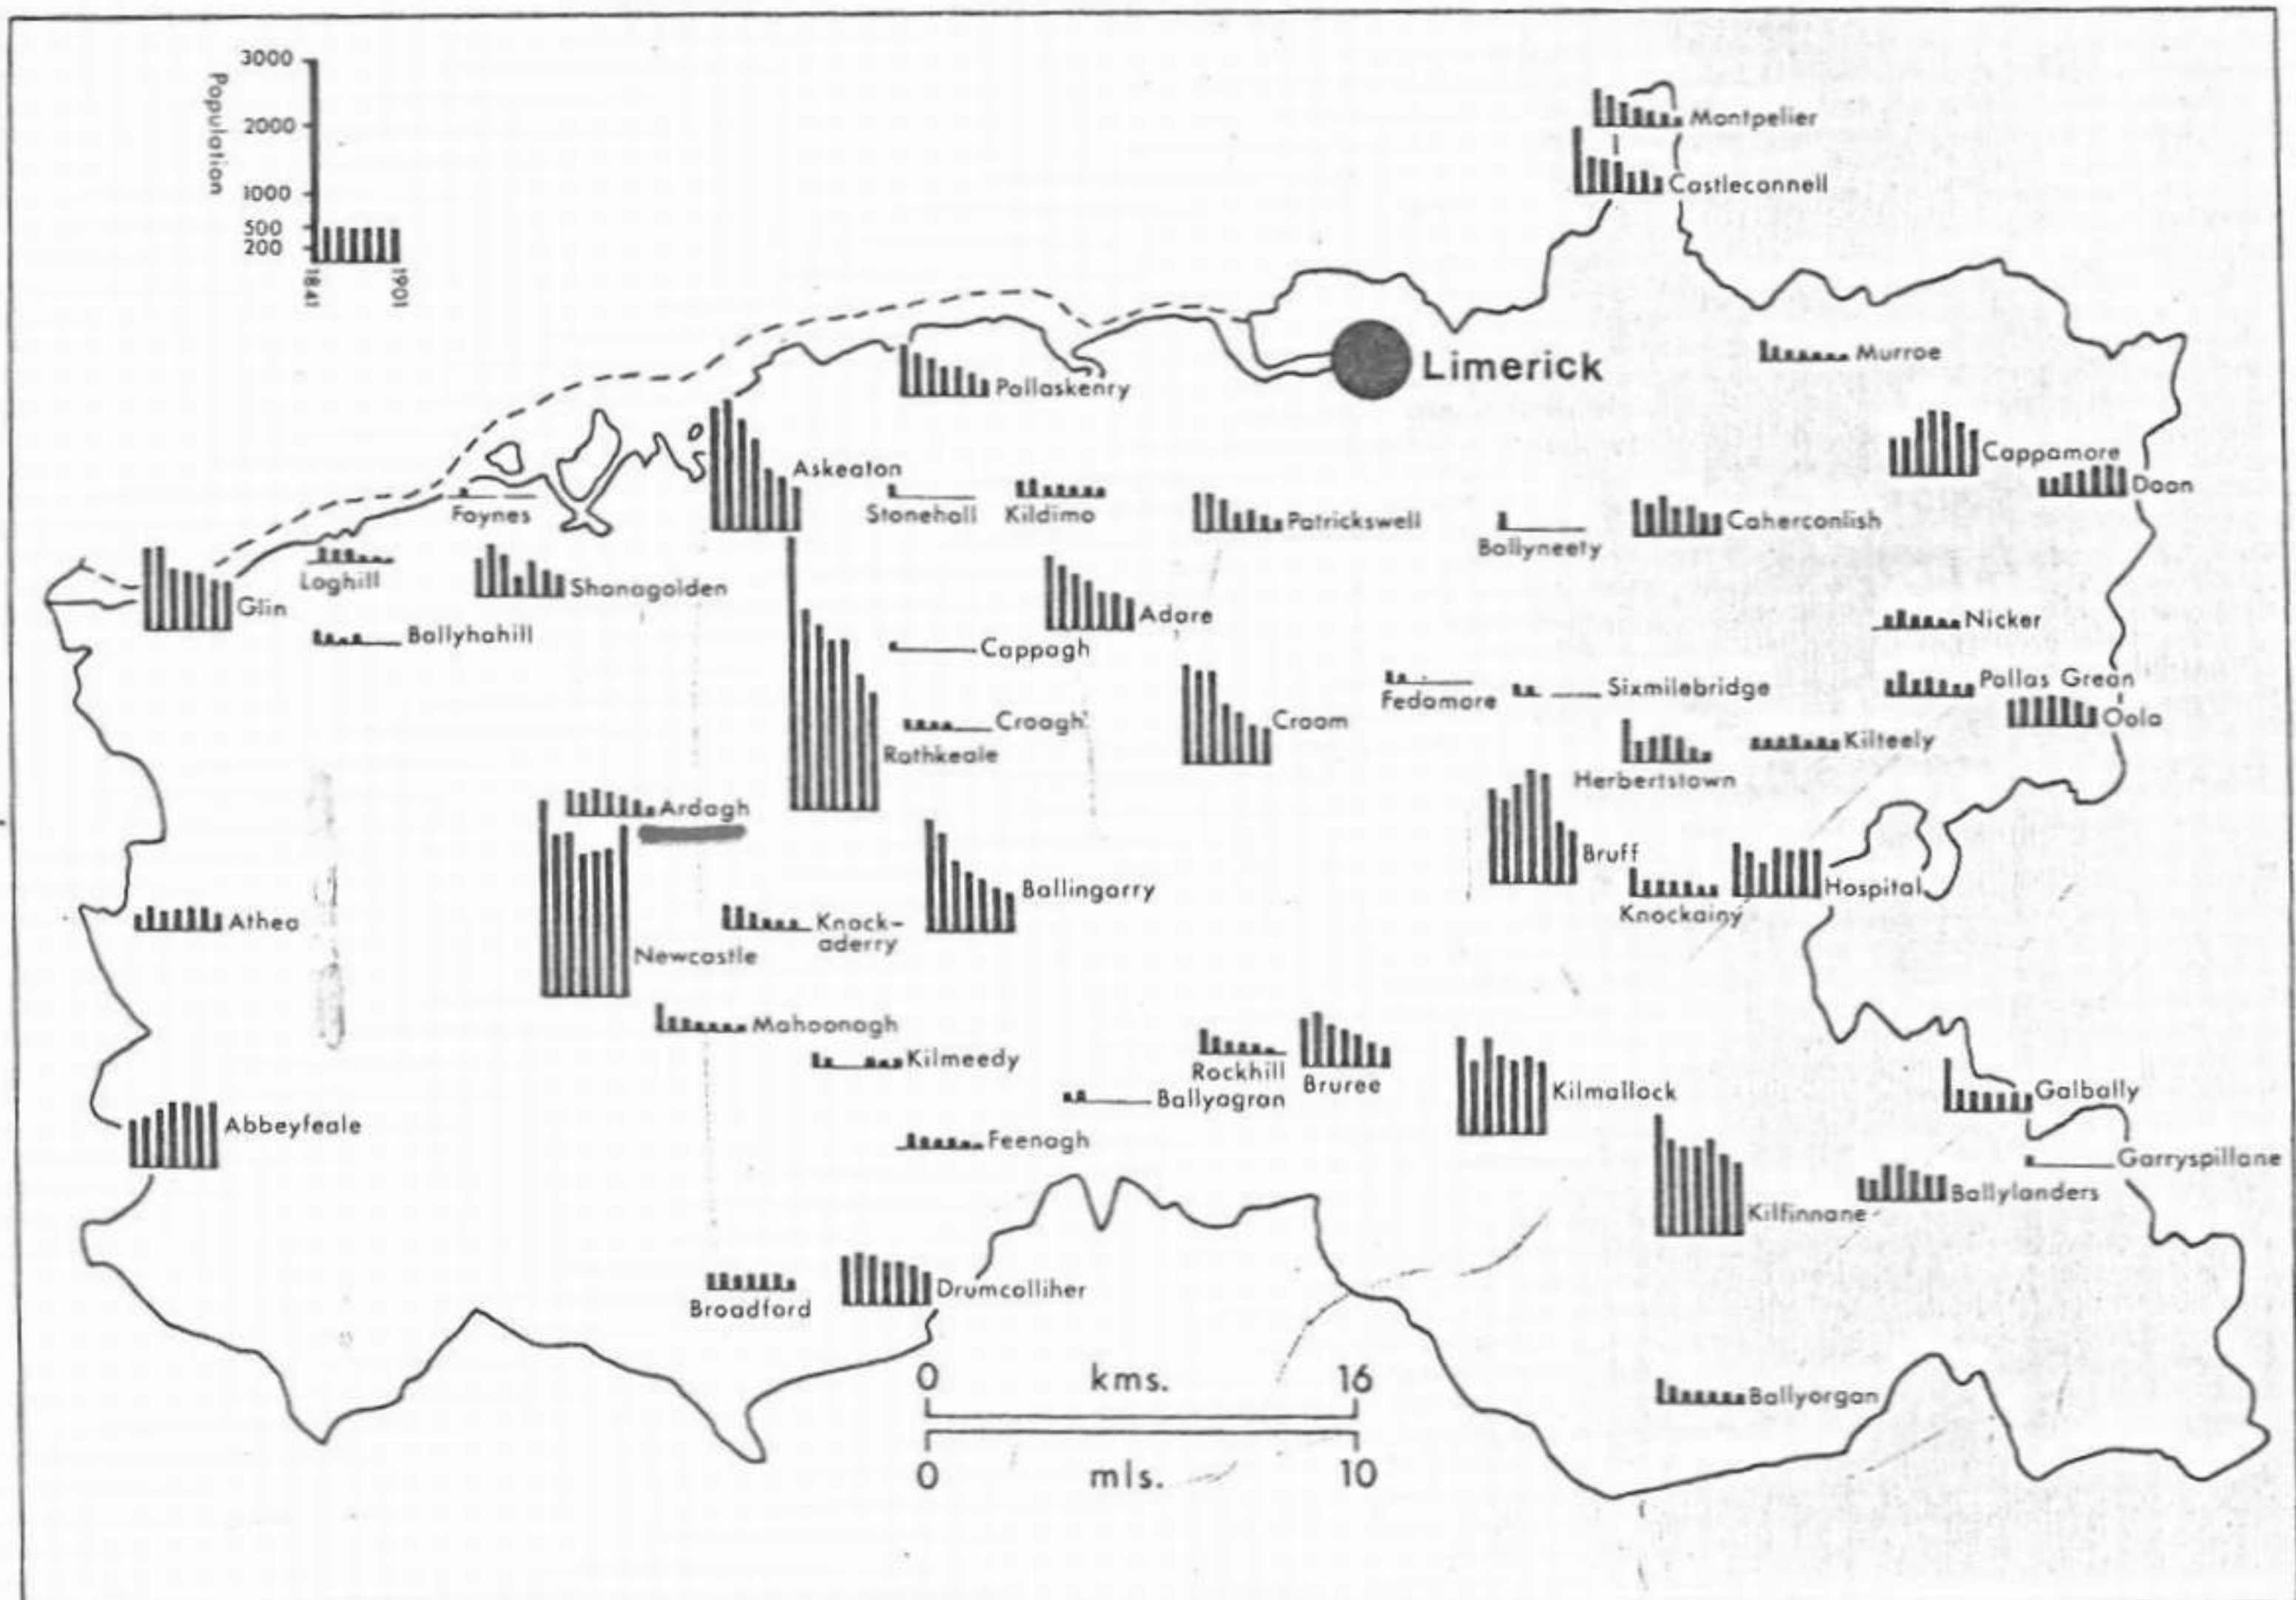 3000
2000
1000
500
200
Population
1841
1901
Montpelier
Castleconnell
Limerick
Murroe
Pallaskenry
Cappamore
Doon
Askeaton
Stonehall
Kildimo
Foynes
Patrickswell
Ballyneety
Caherconlish
Loghill
Shanagolden
Glin
Adare
Nicker
Ballyhahill
Cappagh
Fedamore
Sixmilebridge
Pallas Green
Oola
Croagh
Croom
Kilteely
Rathkeale
Herbertstown
Ardagh
Bruff
Ballingarry
Hospital
Knockainy
Athea
Knock-
aderry
Newcastle
Mahoonagh
Kilmeedy
Rockhill
Bruree
Kilmallock
Galbally
Ballyagran
Abbeyfeale
Feenagh
Garryspillane
Ballylanders
Kilfinnane
Broadford
Drumcolliher
0 kms. 16
Ballyorgan
0 mls. 10